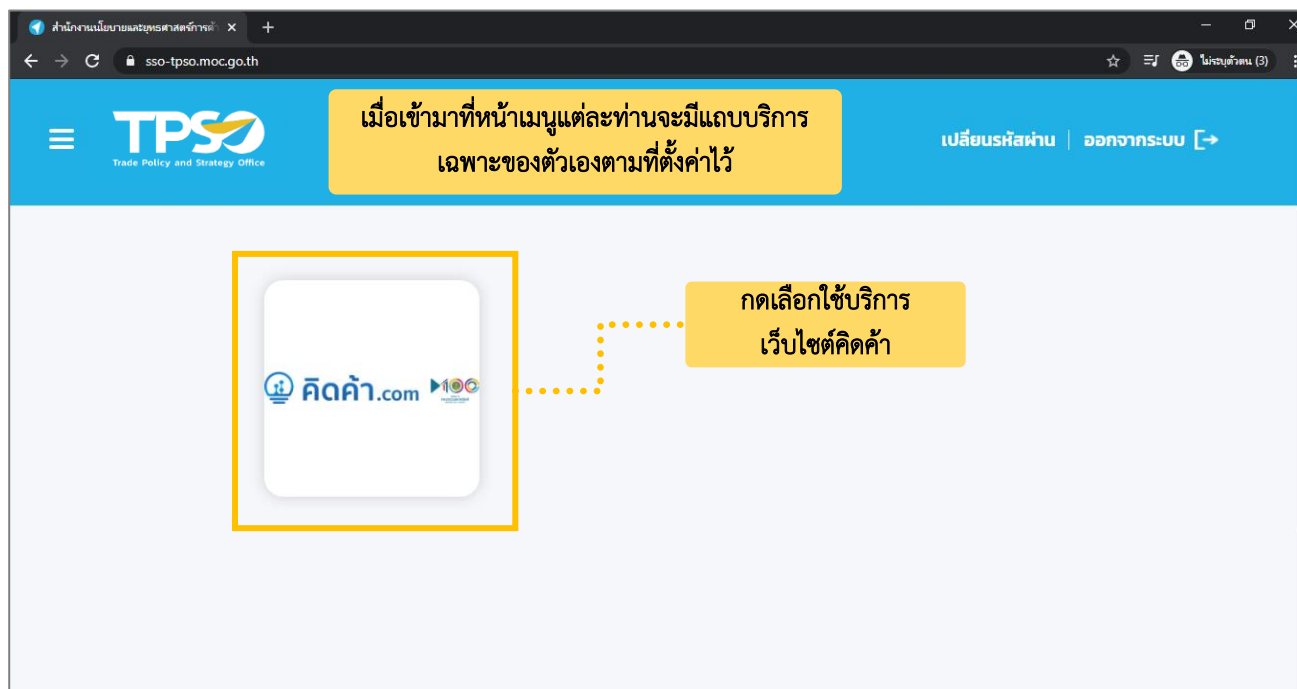 สำนักงานนโยบายและยุทธศาสตร์การค้า
sso-tpso.moc.go.th
ไม่ระบุตัวตน (3)
TPSO
Trade Policy and Strategy Office
เมื่อเข้ามาที่หน้าเมนูแต่ละท่านจะมีแถบบริการ
เฉพาะของตัวเองตามที่ตั้งค่าไว้
เปลี่ยนรหัสผ่าน
ออกจากระบบ
กดเลือกใช้บริการ
เว็บไซต์คิดค้า
คิดค้า.com